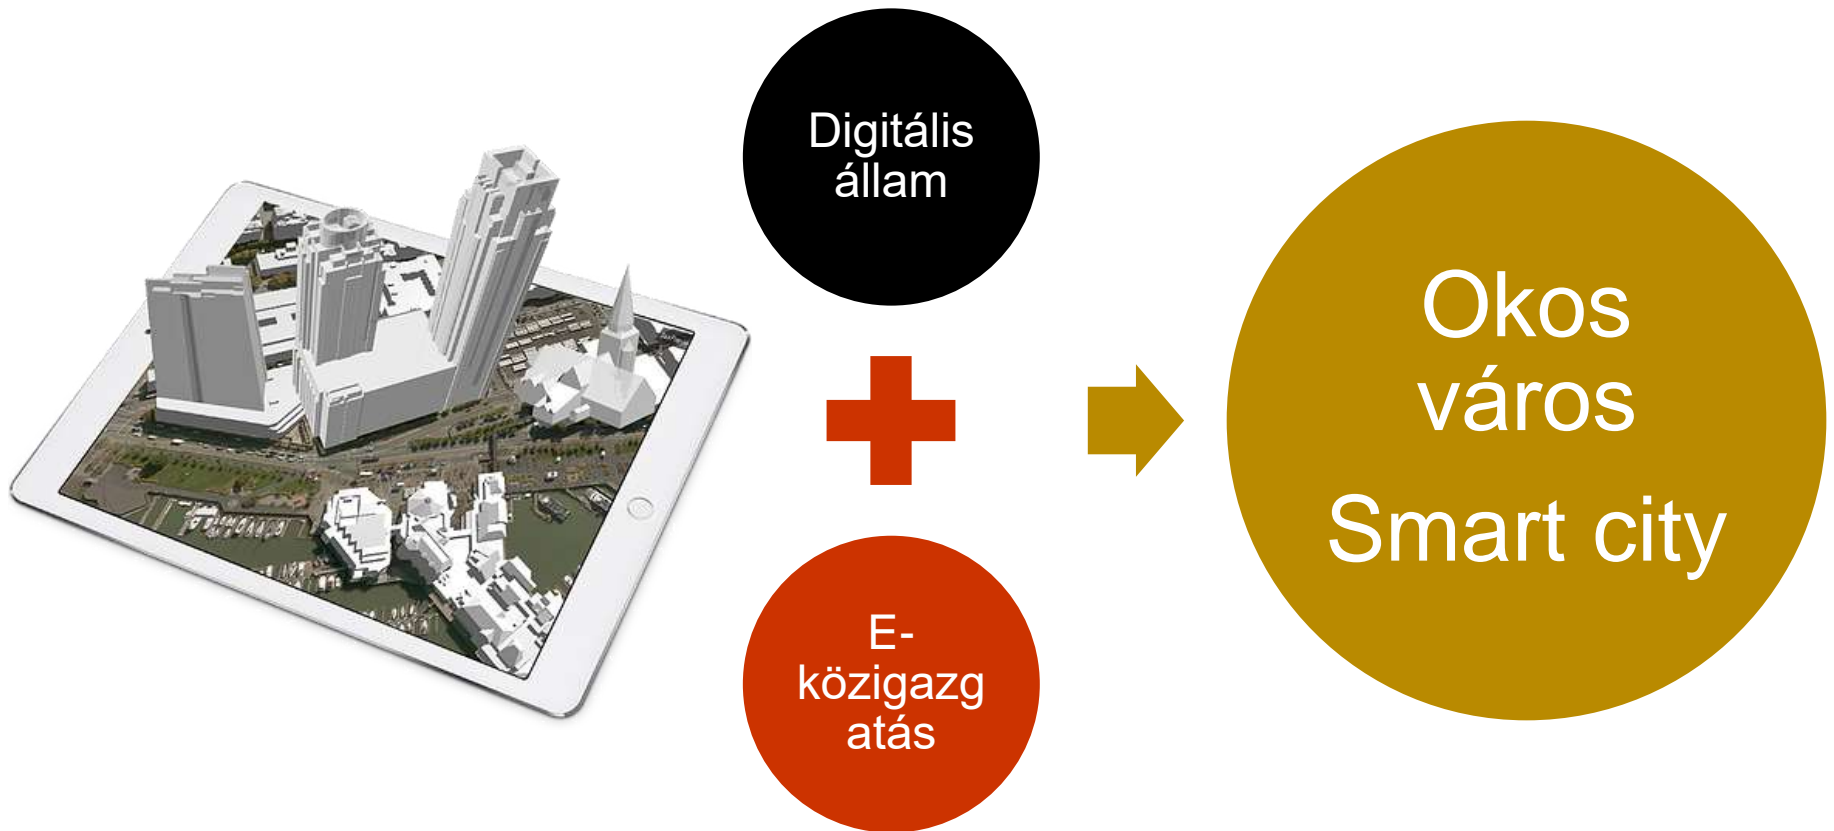 Digitális
állam
E-
közigazg
atás
Okos
város
Smart city